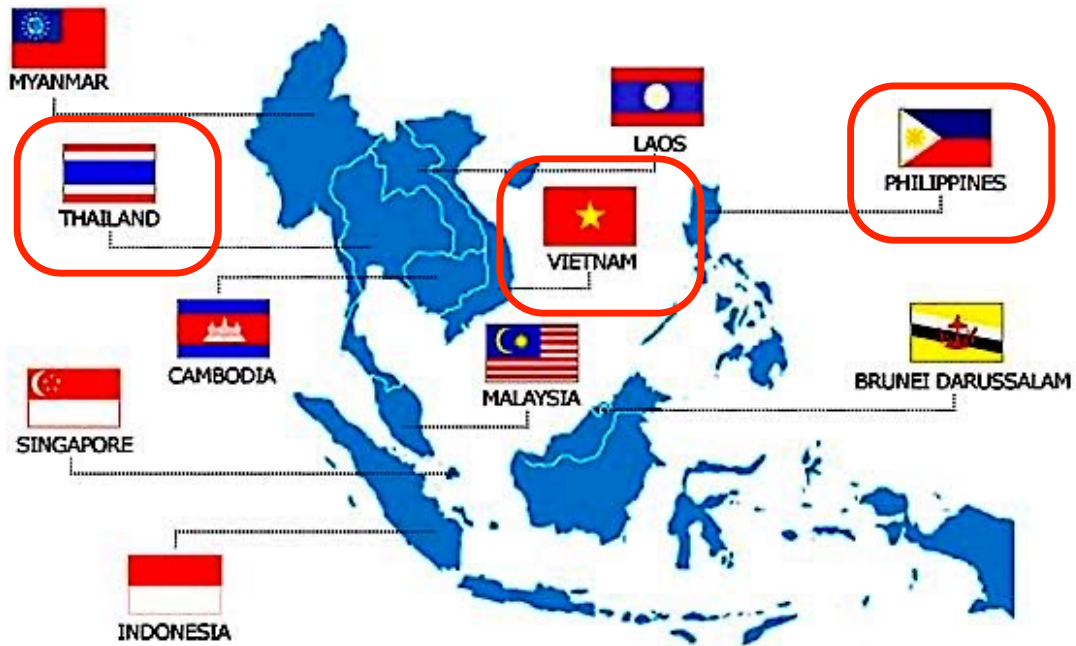 MYANMAR
LAOS
THAILAND
PHILIPPINES
VIETNAM
CAMBODIA
MALAYSIA
BRUNEI DARUSSALAM
SINGAPORE
INDONESIA